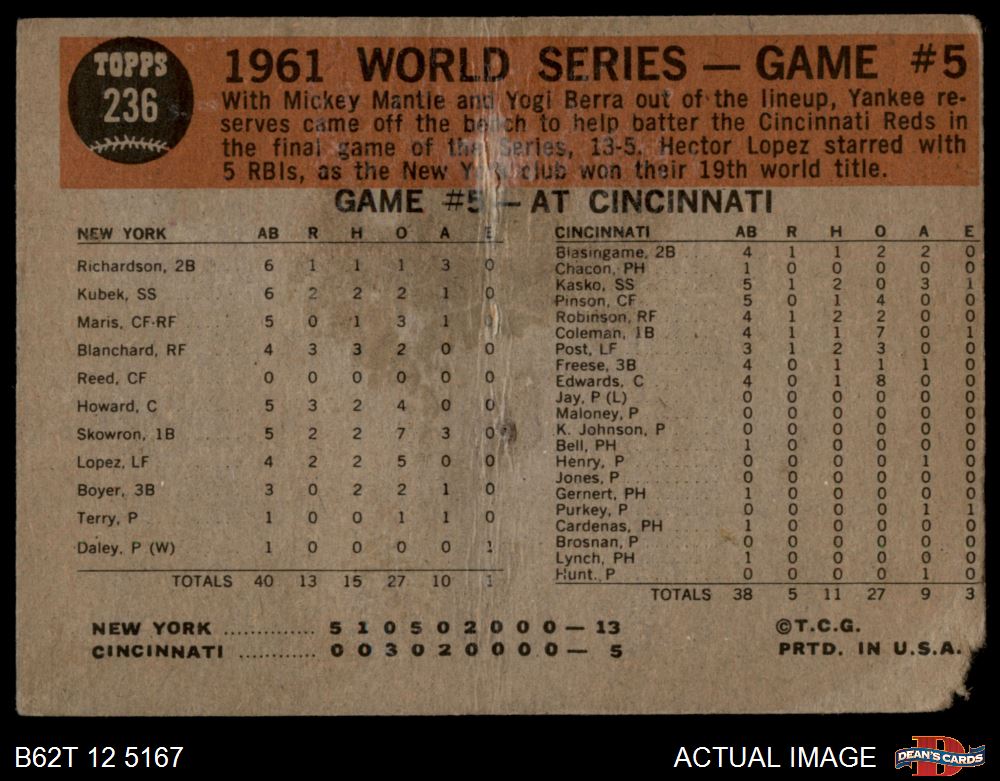 TOPPS
236
1961 WORLD SERIES — GAME #5
With Mickey Mantle and Yogi Berra out of the lineup, Yankee re-
serves came off the bench to help batter the Cincinnati Reds in
the final game of the Series, 13-5. Hector Lopez starred with
5 RBIs, as the New York club won their 19th world title.
GAME #5 — AT CINCINNATI
NEW YORK AB R H O A E
Richardson, 2B 6 1 1 1 3 0
Kubek, SS 6 2 2 2 1 0
Maris, CF-RF 5 0 1 3 1 0
Blanchard, RF 4 3 3 2 0 0
Reed, CF 0 0 0 0 0 0
Howard, C 5 3 2 4 0 0
Skowron, 1B 5 2 2 7 3 0
Lopez, LF 4 2 2 5 0 0
Boyer, 3B 3 0 2 2 1 0
Terry, P 1 0 0 1 1 0
Daley, P (W) 1 0 0 0 0 1
TOTALS 40 13 15 27 10 1
CINCINNATI AB R H O A E
Blasingame, 2B 4 1 1 2 2 0
Chacon, PH 1 0 0 0 0 0
Kasko, SS 5 1 2 0 3 1
Pinson, CF 5 0 1 4 0 0
Robinson, RF 4 1 2 2 0 0
Coleman, 1B 4 1 1 7 0 1
Post, LF 3 1 2 3 0 0
Freese, 3B 4 0 1 1 1 0
Edwards, C 4 0 1 8 0 0
Jay, P (L) 0 0 0 0 0 0
Maloney, P 0 0 0 0 0 0
K. Johnson, P 0 0 0 0 0 0
Bell, PH 1 0 0 0 0 0
Henry, P 0 0 0 0 1 0
Jones, P 0 0 0 0 0 0
Gernert, PH 1 0 0 0 0 0
Purkey, P 0 0 0 0 1 1
Cardenas, PH 1 0 0 0 0 0
Brosnan, P 0 0 0 0 0 0
Lynch, PH 1 0 0 0 0 0
Hunt, P 0 0 0 0 1 0
TOTALS 38 5 11 27 9 3
NEW YORK .............. 5 1 0 5 0 2 0 0 0 — 13
CINCINNATI ............ 0 0 3 0 2 0 0 0 0 — 5
©T.C.G.
PRTD. IN U.S.A.
B62T 12 5167
ACTUAL IMAGE
D
DEAN'S CARDS